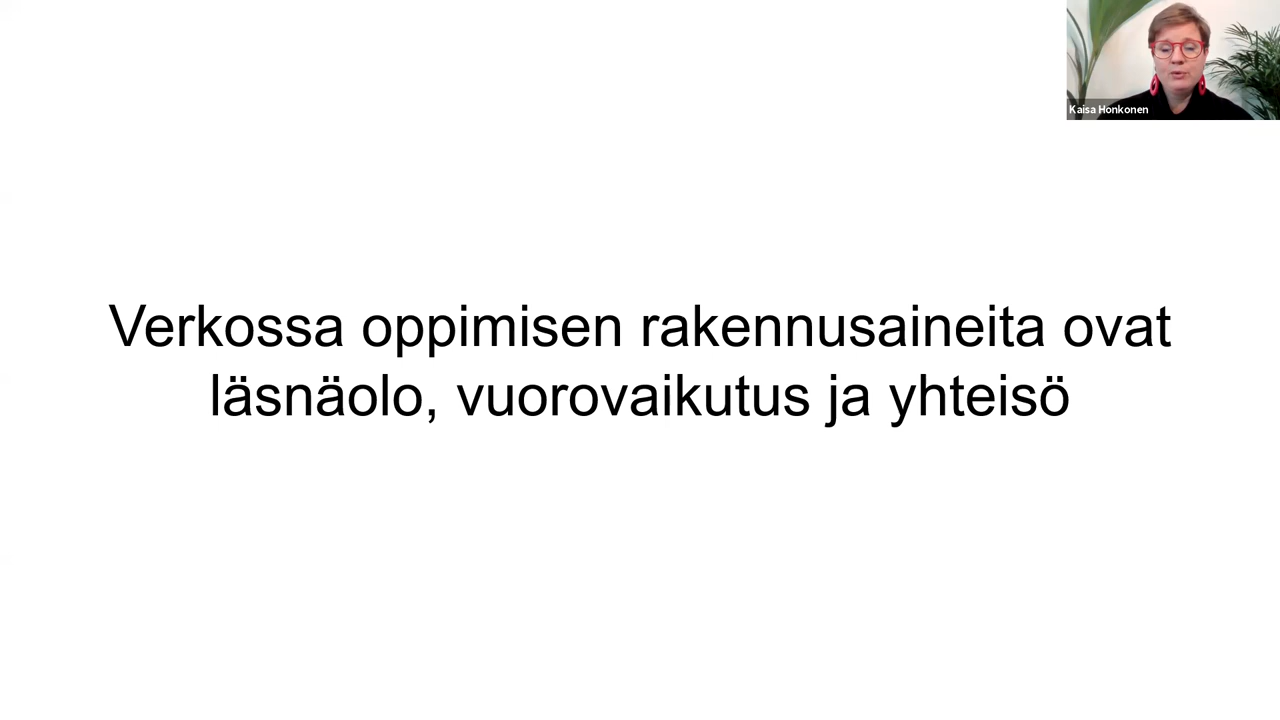 Kaisa Honkonen
Verkossa oppimisen rakennusaineita ovat
läsnäolo, vuorovaikutus ja yhteisö